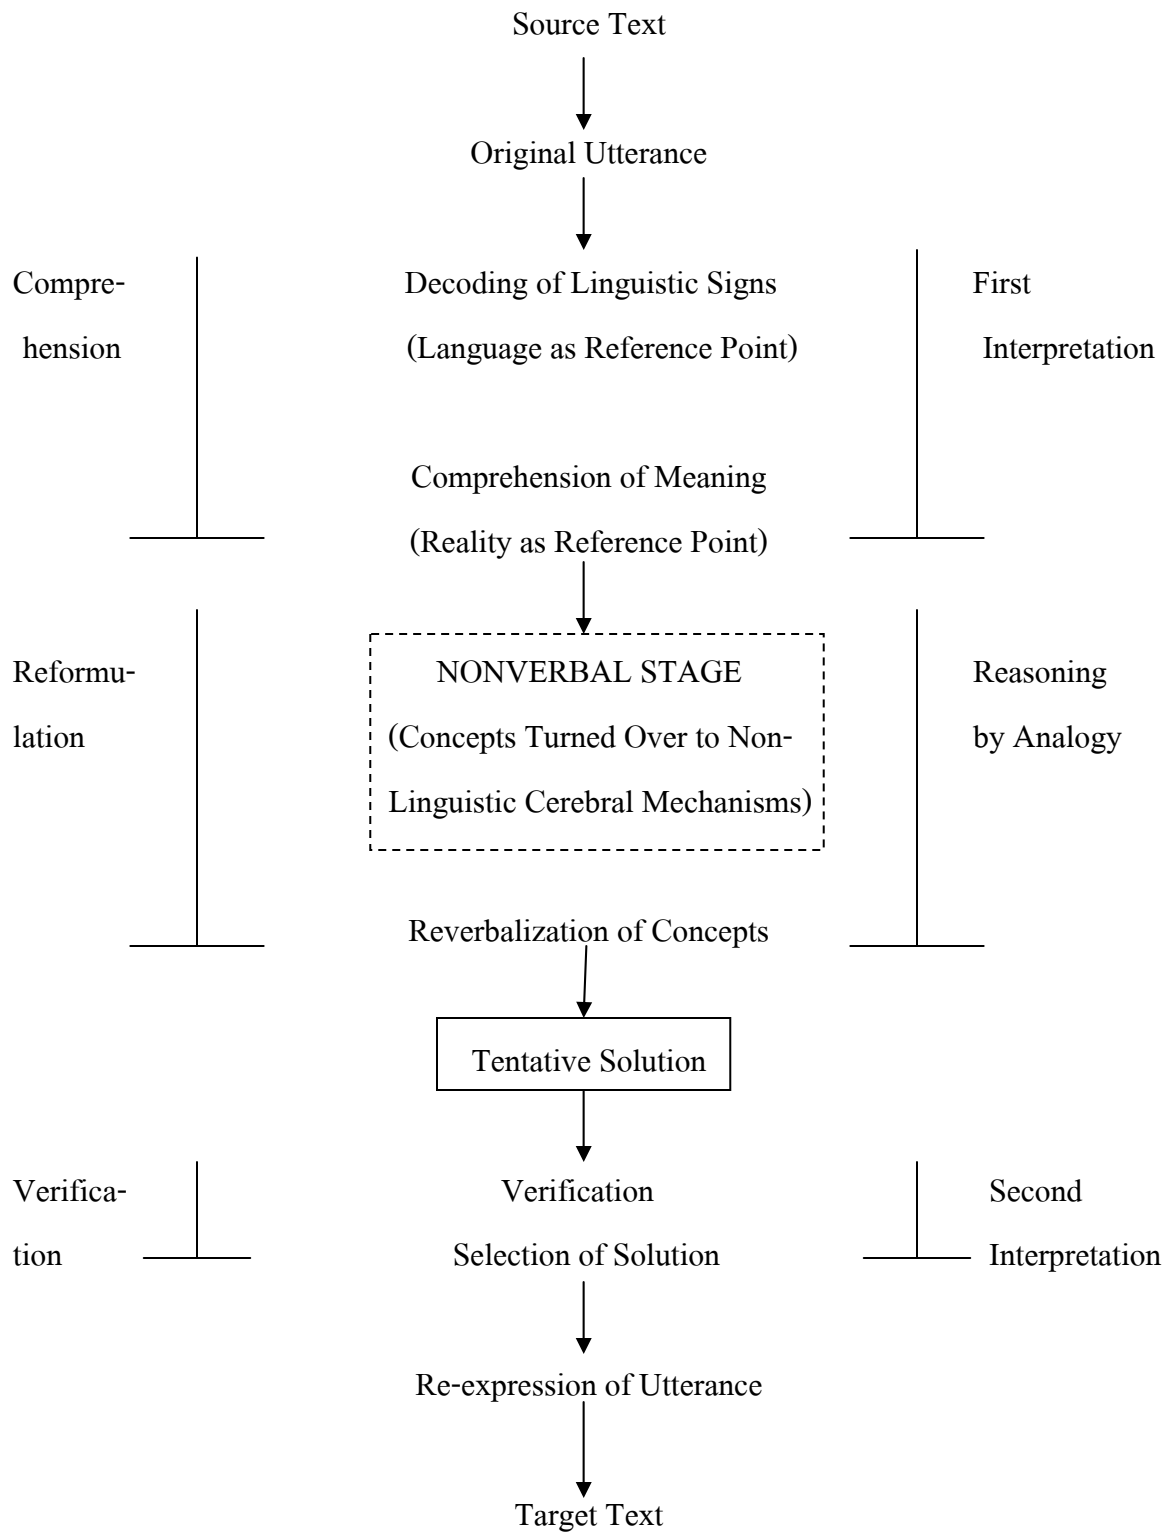 Source Text
Original Utterance
Compre-
hension
Decoding of Linguistic Signs
(Language as Reference Point)
First
Interpretation
Comprehension of Meaning
(Reality as Reference Point)
Reformu-
lation
NONVERBAL STAGE
(Concepts Turned Over to Non-
Linguistic Cerebral Mechanisms)
Reasoning
by Analogy
Reverbalization of Concepts
Tentative Solution
Verifica-
tion
Verification
Selection of Solution
Second
Interpretation
Re-expression of Utterance
Target Text